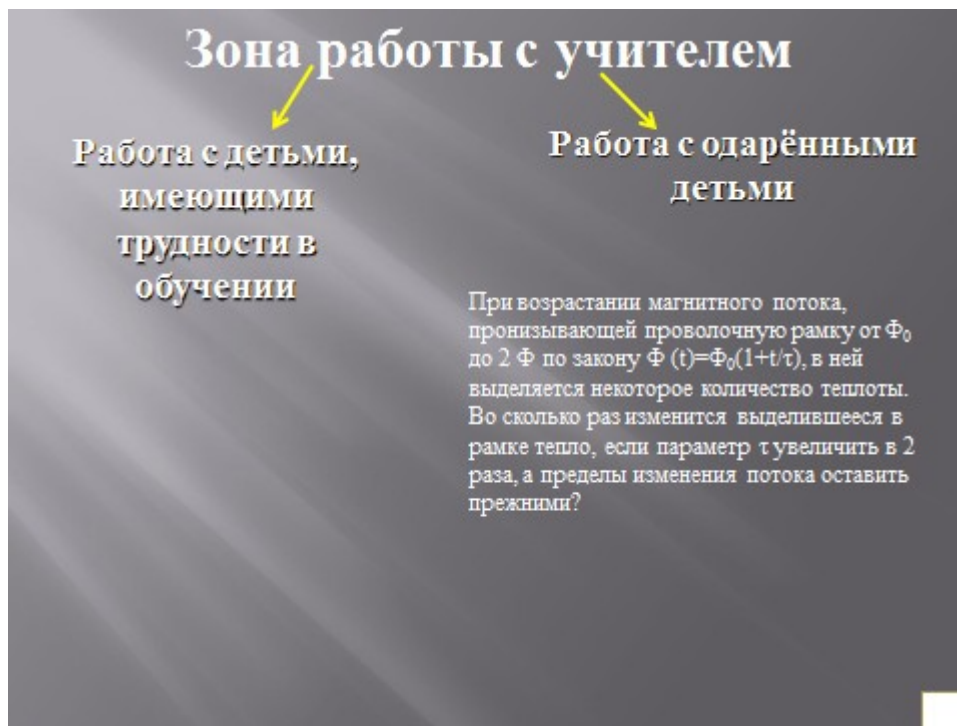 Зона работы с учителем
Работа с детьми,
имеющими
трудности в
обучении
Работа с одарёнными
детьми
При возрастании магнитного потока,
пронизывающей проволочную рамку от Ф₀
до 2 Ф по закону Ф (t)=Ф₀(1+t/τ), в ней
выделяется некоторое количество теплоты.
Во сколько раз изменится выделившееся в
рамке тепло, если параметр τ увеличить в 2
раза, а пределы изменения потока оставить
прежними?